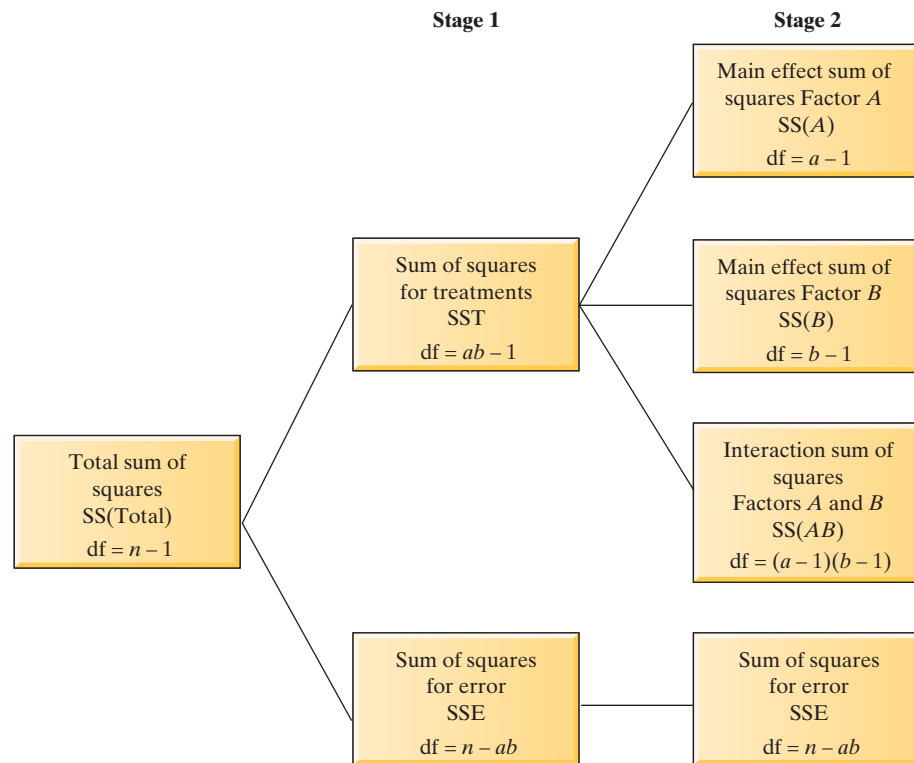 Stage 1
Stage 2
Main effect sum of
squares Factor A
SS(A)
df = a – 1
Sum of squares
for treatments
SST
df = ab – 1
Main effect sum of
squares Factor B
SS(B)
df = b – 1
Total sum of
squares
SS(Total)
df = n – 1
Interaction sum of
squares
Factors A and B
SS(AB)
df = (a – 1)(b – 1)
Sum of squares
for error
SSE
df = n – ab
Sum of squares
for error
SSE
df = n – ab